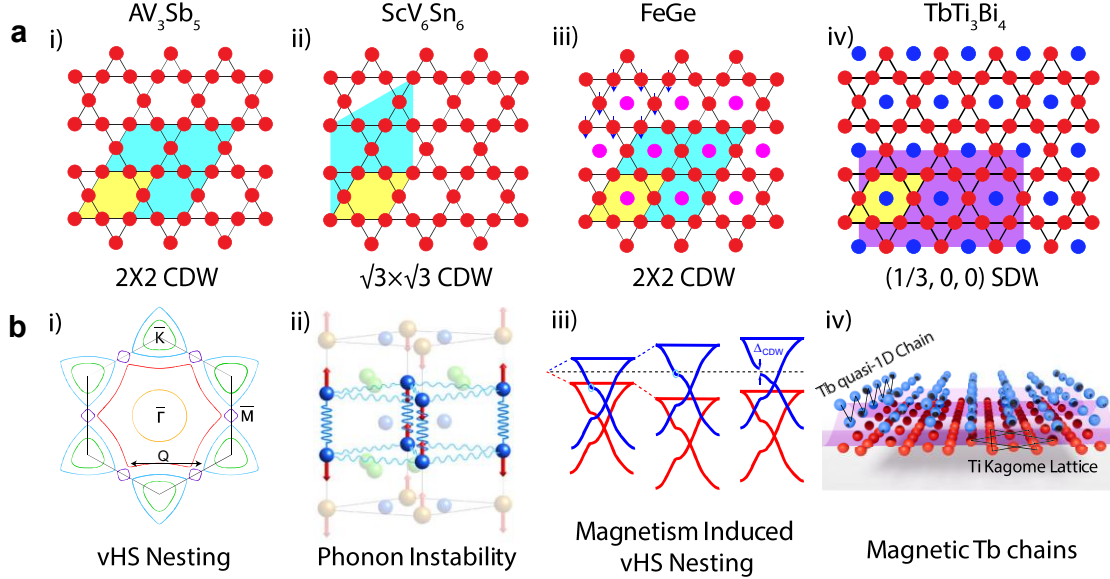 AV₃Sb₅
ScV₆Sn₆
FeGe
TbTi₃Bi₄
a
i)
ii)
iii)
iv)
2X2 CDW
√3×√3 CDW
2X2 CDW
(1/3, 0, 0) SDW
b
i)
ii)
iii)
iv)
K̅
Γ̅
M̅
Q
Δ_CDW
Tb quasi-1D Chain
Ti Kagome Lattice
vHS Nesting
Phonon Instability
Magnetism Induced
vHS Nesting
Magnetic Tb chains